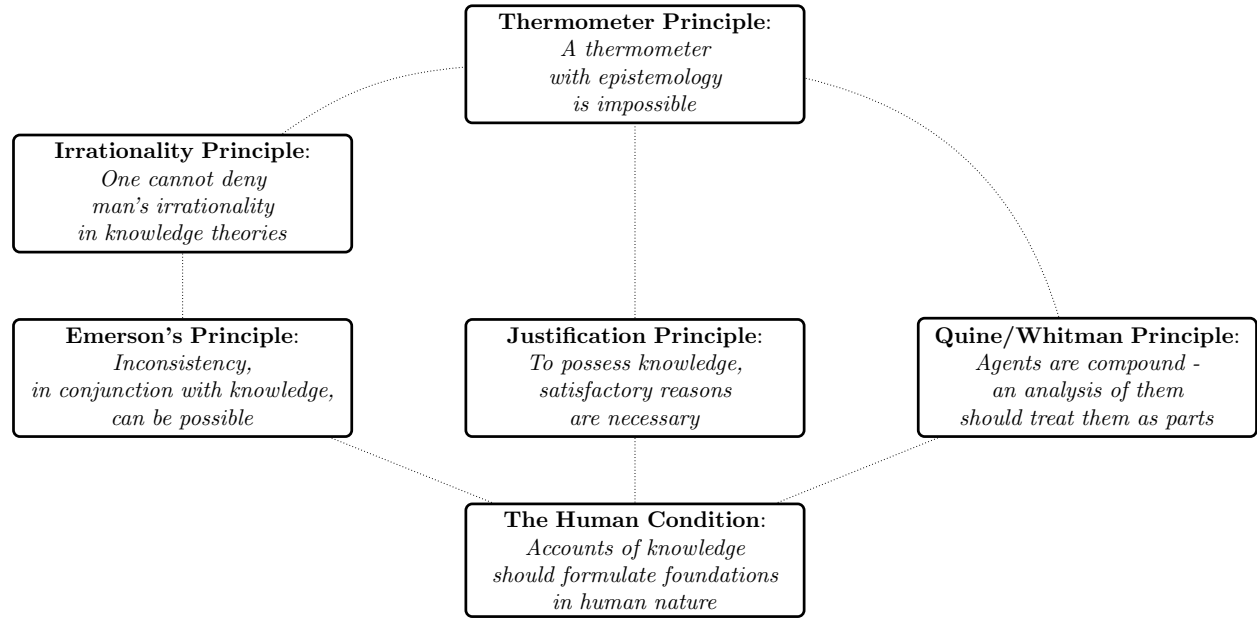 Thermometer Principle:
A thermometer
with epistemology
is impossible
Irrationality Principle:
One cannot deny
man's irrationality
in knowledge theories
Emerson's Principle:
Inconsistency,
in conjunction with knowledge,
can be possible
Justification Principle:
To possess knowledge,
satisfactory reasons
are necessary
Quine/Whitman Principle:
Agents are compound -
an analysis of them
should treat them as parts
The Human Condition:
Accounts of knowledge
should formulate foundations
in human nature